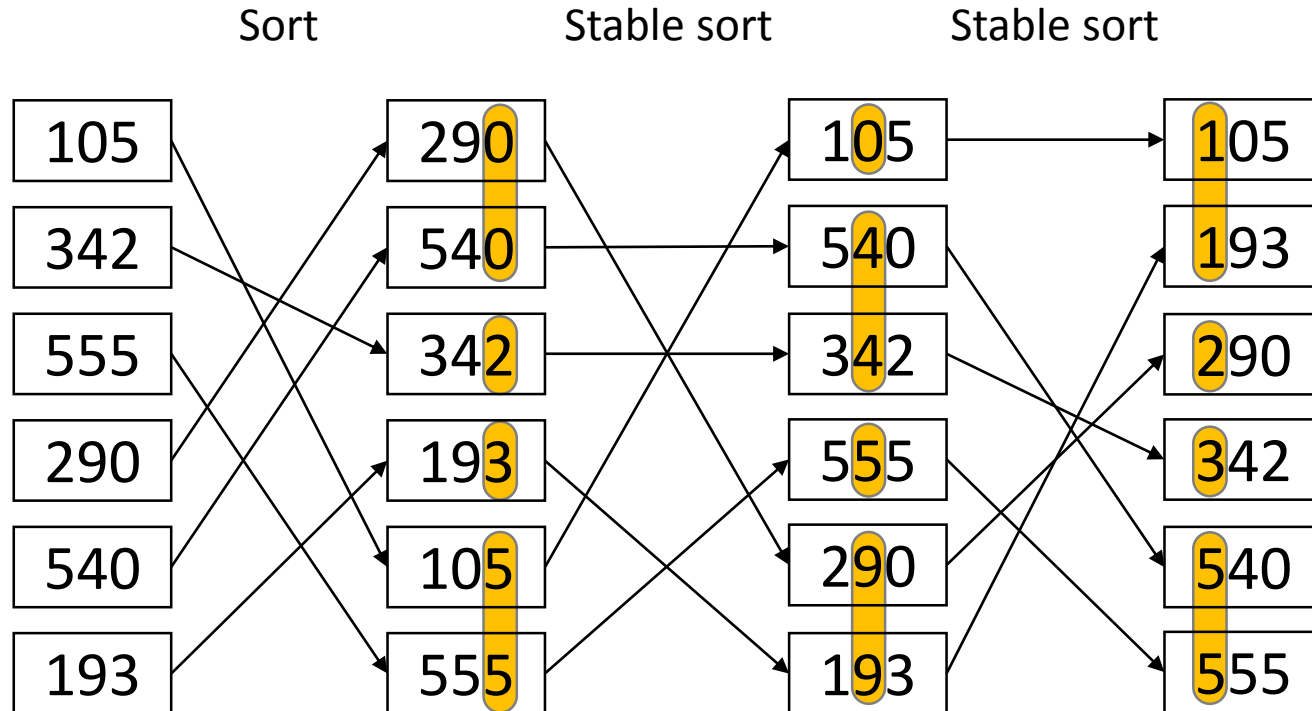 Sort Stable sort Stable sort
105 290 105 105
342 540 540 193
555 342 342 290
290 193 555 342
540 105 290 540
193 555 193 555